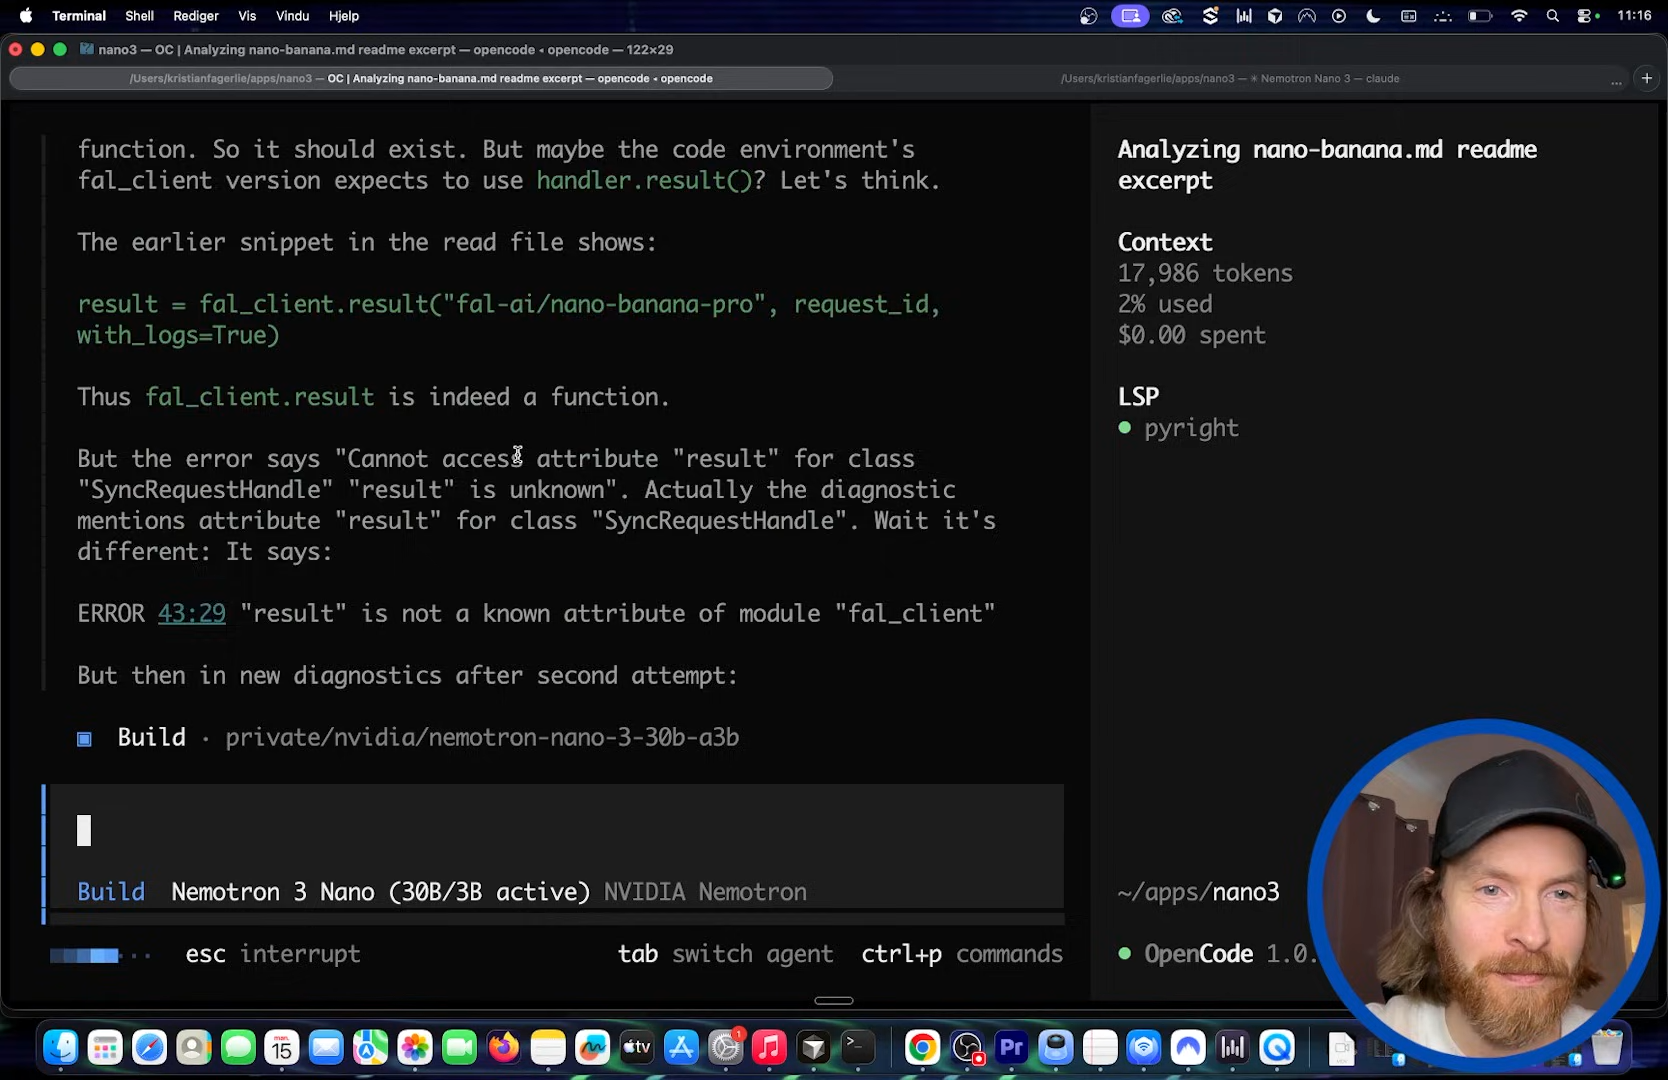 Terminal Shell Rediger Vis Vindu Hjelp 11:16
nano3 — OC | Analyzing nano-banana.md readme excerpt — opencode ◂ opencode — 122×29
/Users/kristianfagerlie/apps/nano3 — OC | Analyzing nano-banana.md readme excerpt — opencode ◂ opencode
/Users/kristianfagerlie/apps/nano3 — ✳ Nemotron Nano 3 — claude ... +
function. So it should exist. But maybe the code environment's
fal_client version expects to use handler.result()? Let's think.
The earlier snippet in the read file shows:
result = fal_client.result("fal-ai/nano-banana-pro", request_id,
with_logs=True)
Thus fal_client.result is indeed a function.
But the error says "Cannot access attribute "result" for class
"SyncRequestHandle" "result" is unknown". Actually the diagnostic
mentions attribute "result" for class "SyncRequestHandle". Wait it's
different: It says:
ERROR 43:29 "result" is not a known attribute of module "fal_client"
But then in new diagnostics after second attempt:
▣ Build · private/nvidia/nemotron-nano-3-30b-a3b
Build Nemotron 3 Nano (30B/3B active) NVIDIA Nemotron
esc interrupt tab switch agent ctrl+p commands
Analyzing nano-banana.md readme
excerpt
Context
17,986 tokens
2% used
$0.00 spent
LSP
• pyright
~/apps/nano3
• OpenCode 1.0.
1
man.
15
tv
Pr